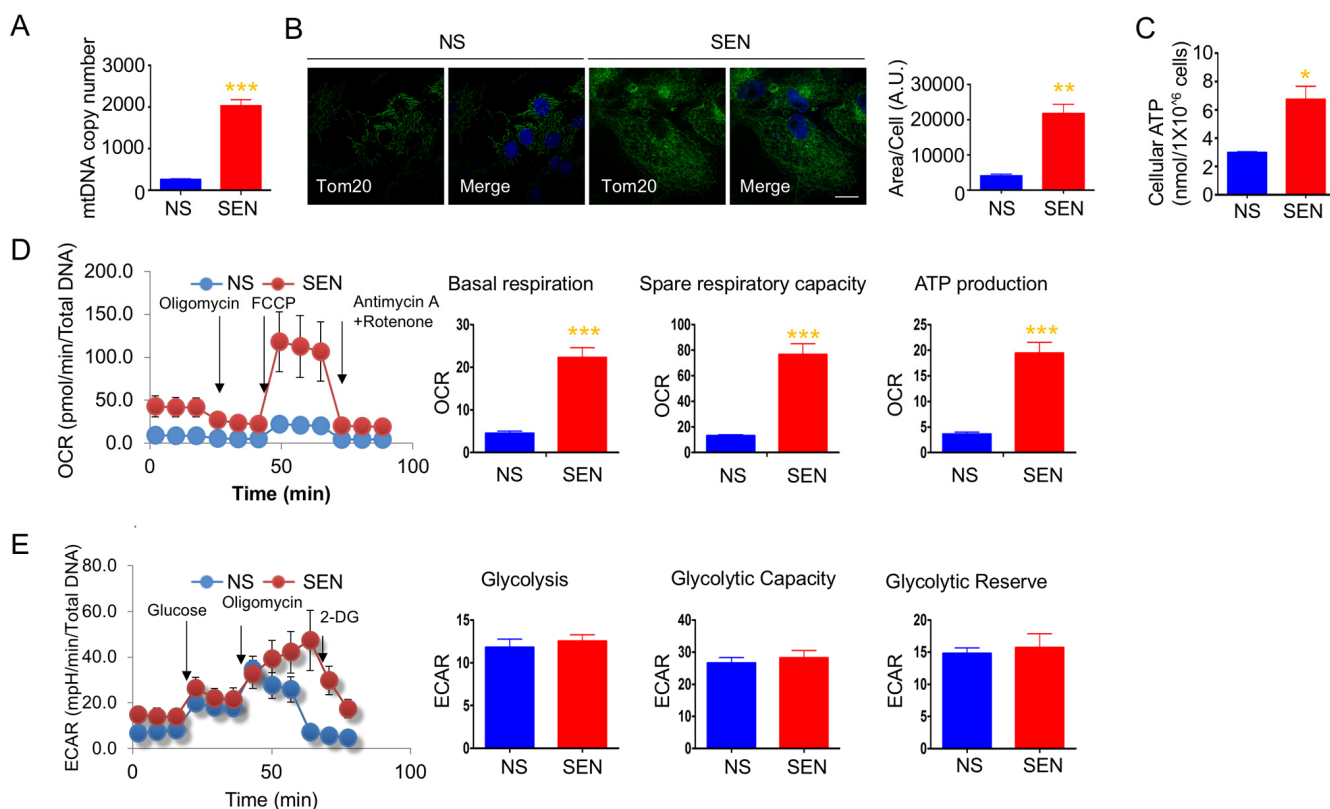 A
mtDNA copy number
3000
2000
1000
0
***
NS SEN
B
NS SEN
Tom20 Merge Tom20 Merge
Area/Cell (A.U.)
30000
20000
10000
0
**
NS SEN
C
Cellular ATP
(nmol/1X10^6 cells)
8
6
4
2
0
*
NS SEN
D
OCR (pmol/min/Total DNA)
200.0
150.0
100.0
50.0
0.0
NS SEN
Oligomycin FCCP Antimycin A
+Rotenone
0 50 100
Time (min)
Basal respiration
OCR
30
20
10
0
***
NS SEN
Spare respiratory capacity
OCR
100
80
60
40
20
0
***
NS SEN
ATP production
OCR
30
20
10
0
***
NS SEN
E
ECAR (mpH/min/Total DNA)
80.0
60.0
40.0
20.0
0.0
NS SEN
Glucose Oligomycin 2-DG
0 50 100
Time (min)
Glycolysis
ECAR
15
10
5
0
NS SEN
Glycolytic Capacity
ECAR
40
30
20
10
0
NS SEN
Glycolytic Reserve
ECAR
20
15
10
5
0
NS SEN